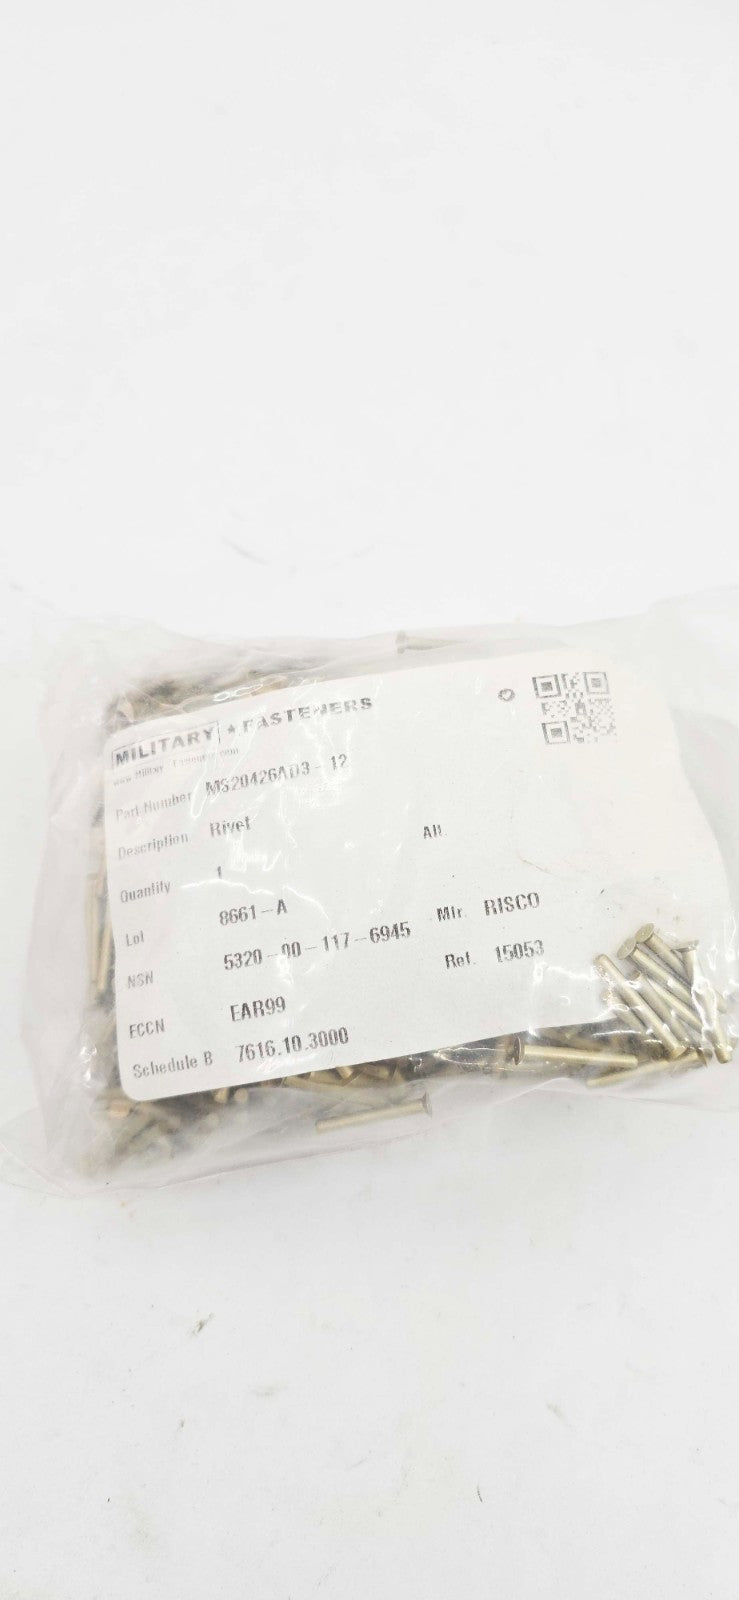 MILITARY ★ FASTENERS
Part Number MS20426AD3-12
Description Rivet
Alt.
Quantity 1
Lot 8661-A
Mfr. RISCO
NSN 5320-00-117-6945
Ref. 15053
ECCN EAR99
Schedule B 7616.10.3000